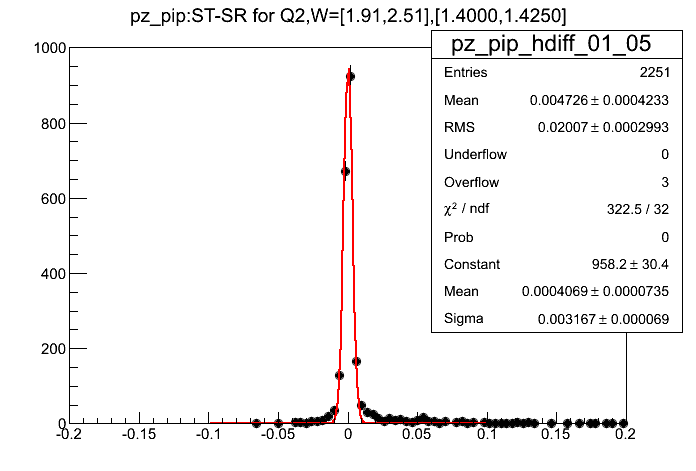 pz_pip:ST-SR for Q2,W=[1.91,2.51],[1.4000,1.4250]
pz_pip_hdiff_01_05
Entries 2251
Mean 0.004726 ± 0.0004233
RMS 0.02007 ± 0.0002993
Underflow 0
Overflow 3
χ² / ndf 322.5 / 32
Prob 0
Constant 958.2 ± 30.4
Mean 0.0004069 ± 0.0000735
Sigma 0.003167 ± 0.000069
1000
800
600
400
200
0
-0.2 -0.15 -0.1 -0.05 0 0.05 0.1 0.15 0.2